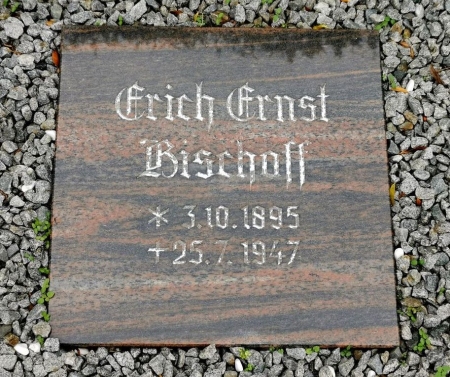 Erich Ernst
Bischoff
* 3.10.1895
+ 25.7.1947